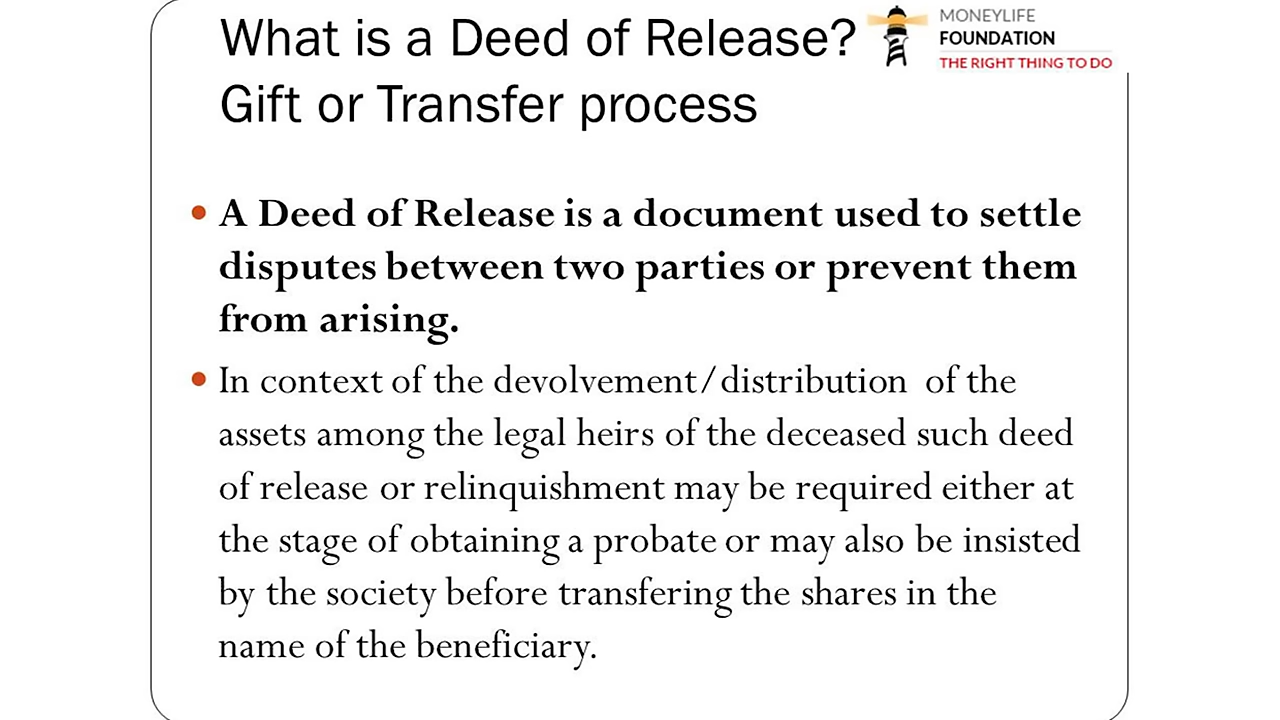 What is a Deed of Release?
Gift or Transfer process
MONEYLIFE
FOUNDATION
THE RIGHT THING TO DO
• A Deed of Release is a document used to settle
disputes between two parties or prevent them
from arising.
• In context of the devolvement/distribution of the
assets among the legal heirs of the deceased such deed
of release or relinquishment may be required either at
the stage of obtaining a probate or may also be insisted
by the society before transfering the shares in the
name of the beneficiary.